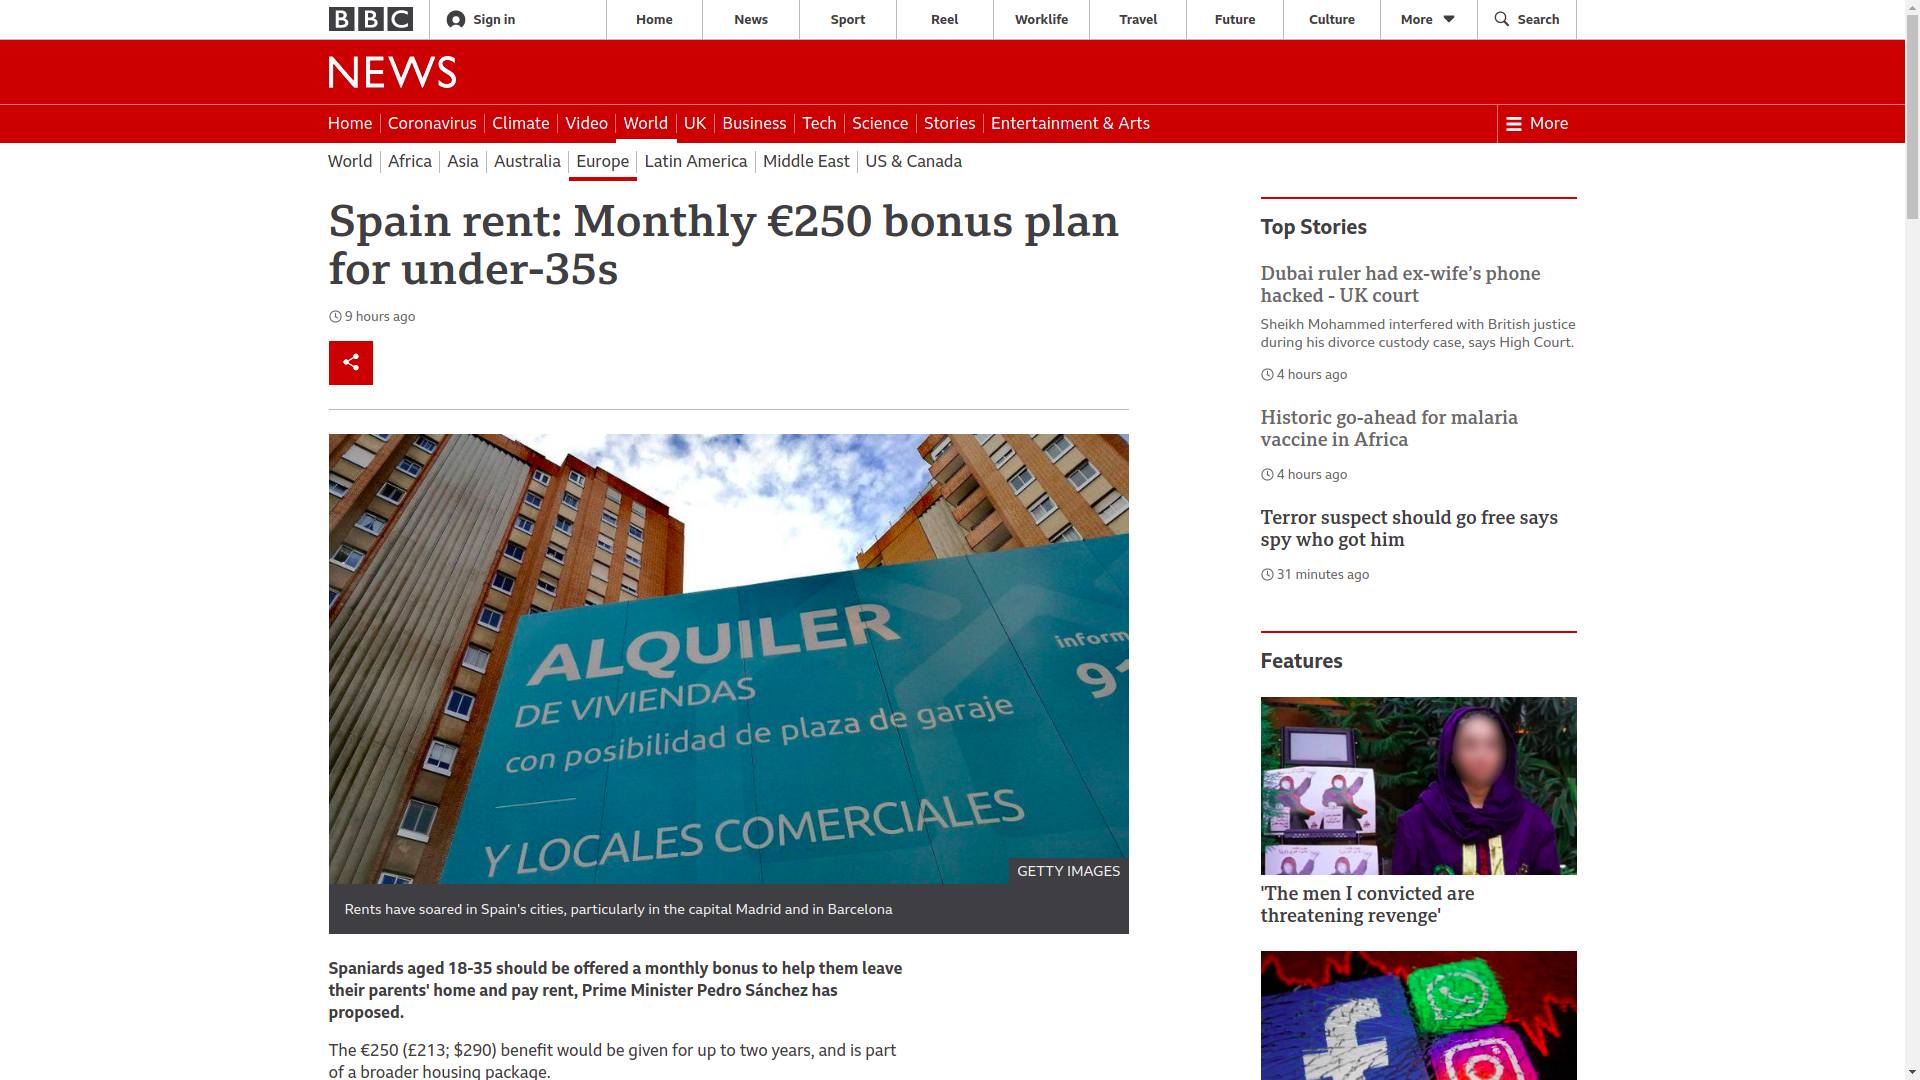 BBC
Sign in
Home
News
Sport
Reel
Worklife
Travel
Future
Culture
More
Search
NEWS
Home
Coronavirus
Climate
Video
World
UK
Business
Tech
Science
Stories
Entertainment & Arts
More
World
Africa
Asia
Australia
Europe
Latin America
Middle East
US & Canada
Spain rent: Monthly €250 bonus plan
for under-35s
9 hours ago
ALQUILER
DE VIVIENDAS
con posibilidad de plaza de garaje
Y LOCALES COMERCIALES
inform
91
GETTY IMAGES
Rents have soared in Spain's cities, particularly in the capital Madrid and in Barcelona
Spaniards aged 18-35 should be offered a monthly bonus to help them leave
their parents' home and pay rent, Prime Minister Pedro Sánchez has
proposed.
The €250 (£213; $290) benefit would be given for up to two years, and is part
of a broader housing package.
Top Stories
Dubai ruler had ex-wife’s phone
hacked - UK court
Sheikh Mohammed interfered with British justice
during his divorce custody case, says High Court.
4 hours ago
Historic go-ahead for malaria
vaccine in Africa
4 hours ago
Terror suspect should go free says
spy who got him
31 minutes ago
Features
'The men I convicted are
threatening revenge'